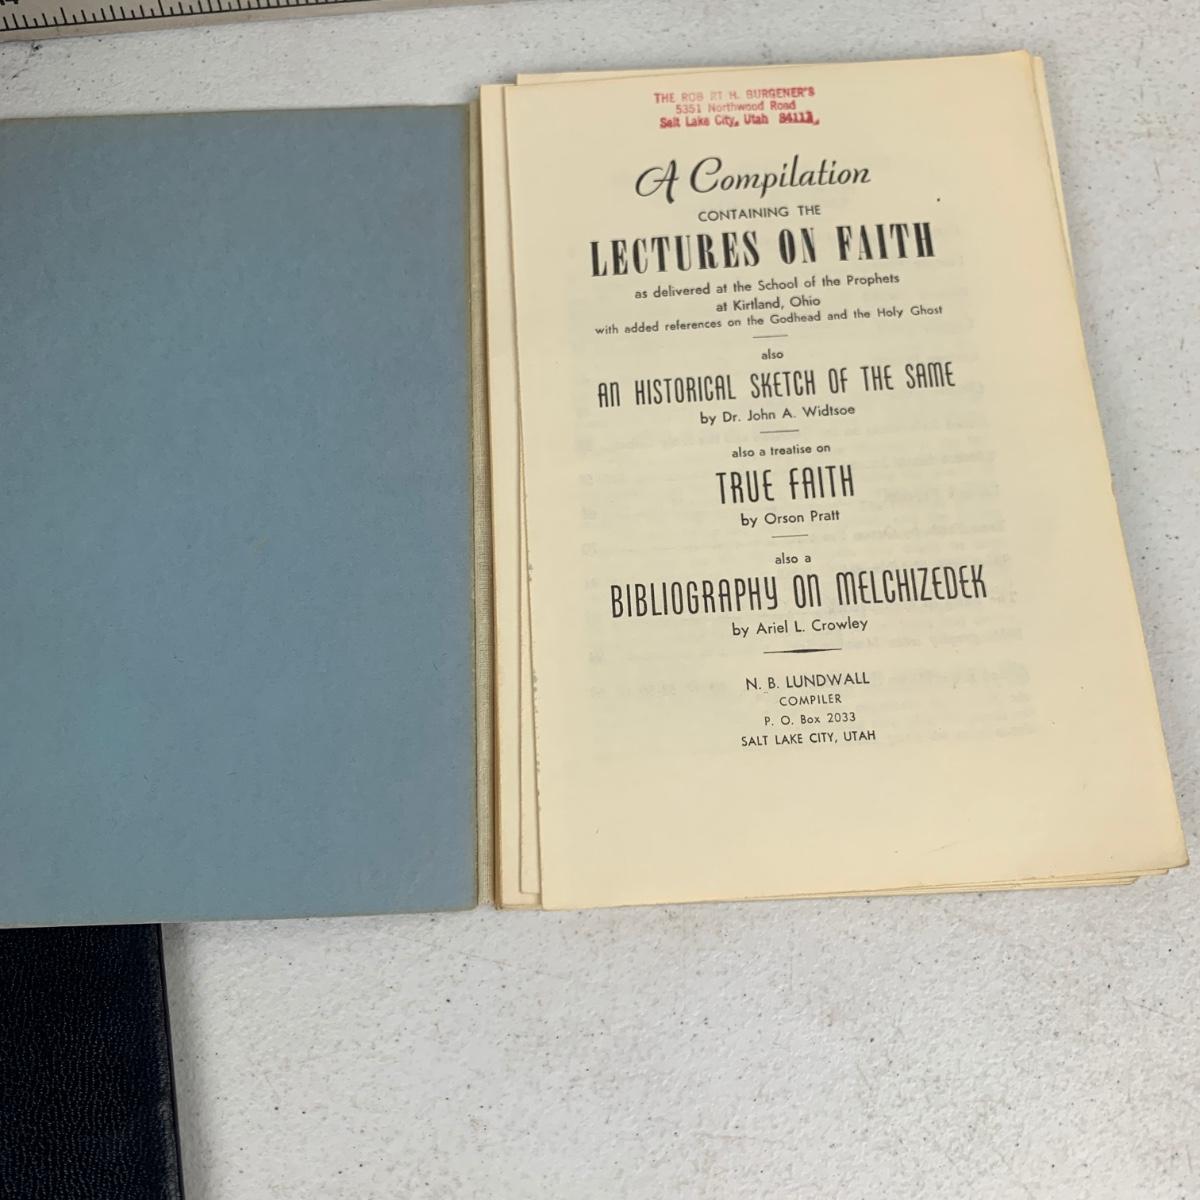 THE ROB RT H. BURGENER'S
5351 Northwood Road
Salt Lake City, Utah 84117
A Compilation
CONTAINING THE
LECTURES ON FAITH
as delivered at the School of the Prophets
at Kirtland, Ohio
with added references on the Godhead and the Holy Ghost
also
AN HISTORICAL SKETCH OF THE SAME
by Dr. John A. Widtsoe
also a treatise on
TRUE FAITH
by Orson Pratt
also a
BIBLIOGRAPHY ON MELCHIZEDEK
by Ariel L. Crowley
N. B. LUNDWALL
COMPILER
P. O. Box 2033
SALT LAKE CITY, UTAH